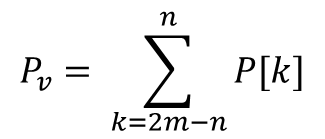 $P_v = \sum_{k=2m-n}^{n} P[k]$